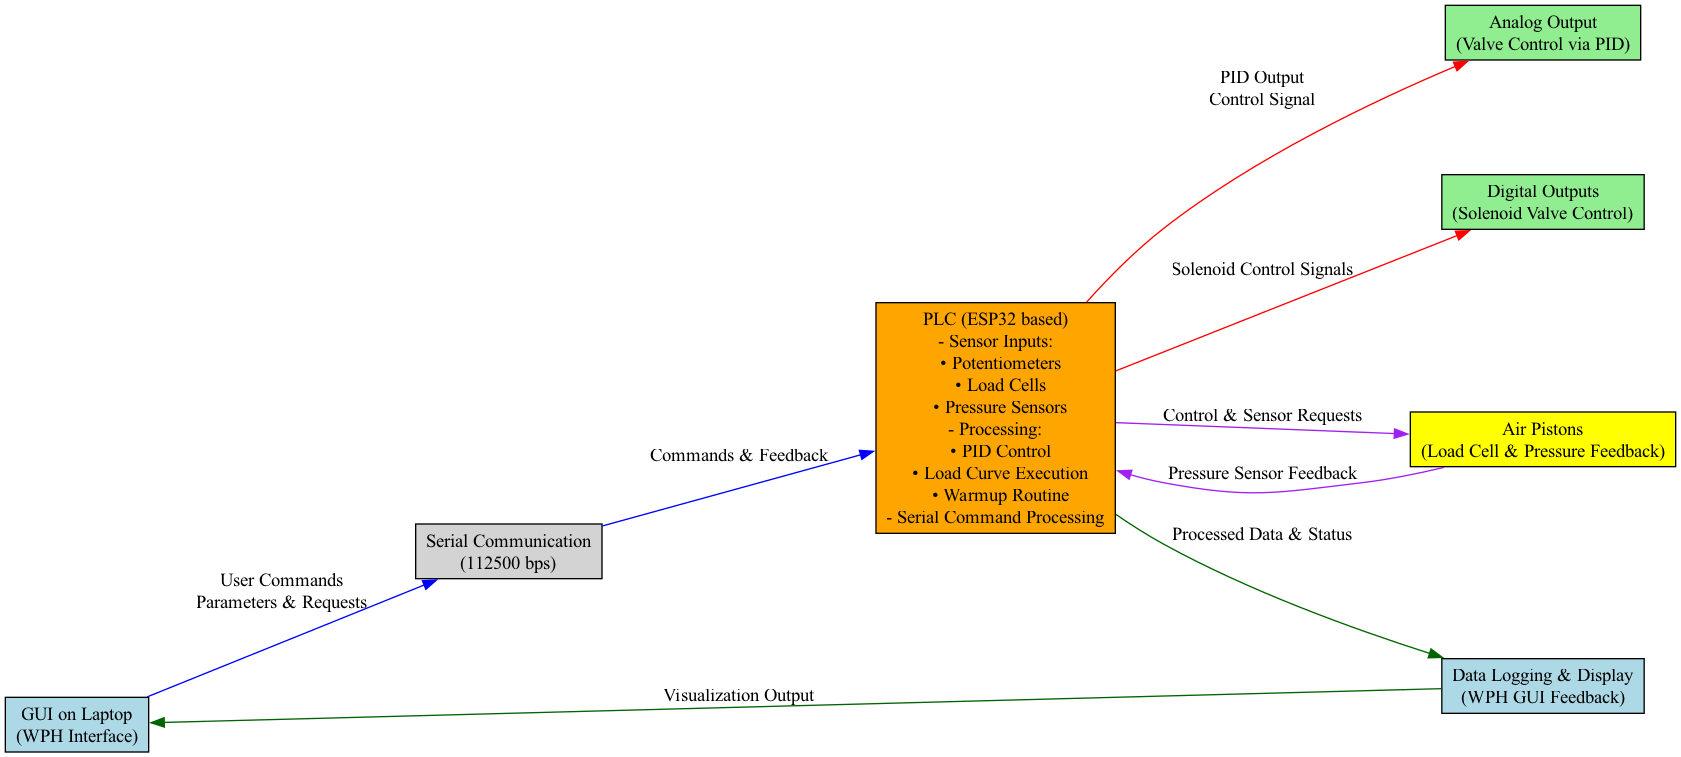 Analog Output
(Valve Control via PID)
PID Output
Control Signal
Digital Outputs
(Solenoid Valve Control)
Solenoid Control Signals
PLC (ESP32 based)
- Sensor Inputs:
• Potentiometers
• Load Cells
• Pressure Sensors
- Processing:
• PID Control
• Load Curve Execution
• Warmup Routine
- Serial Command Processing
Control & Sensor Requests
Air Pistons
(Load Cell & Pressure Feedback)
Pressure Sensor Feedback
Commands & Feedback
Serial Communication
(112500 bps)
Processed Data & Status
User Commands
Parameters & Requests
Data Logging & Display
(WPH GUI Feedback)
Visualization Output
GUI on Laptop
(WPH Interface)